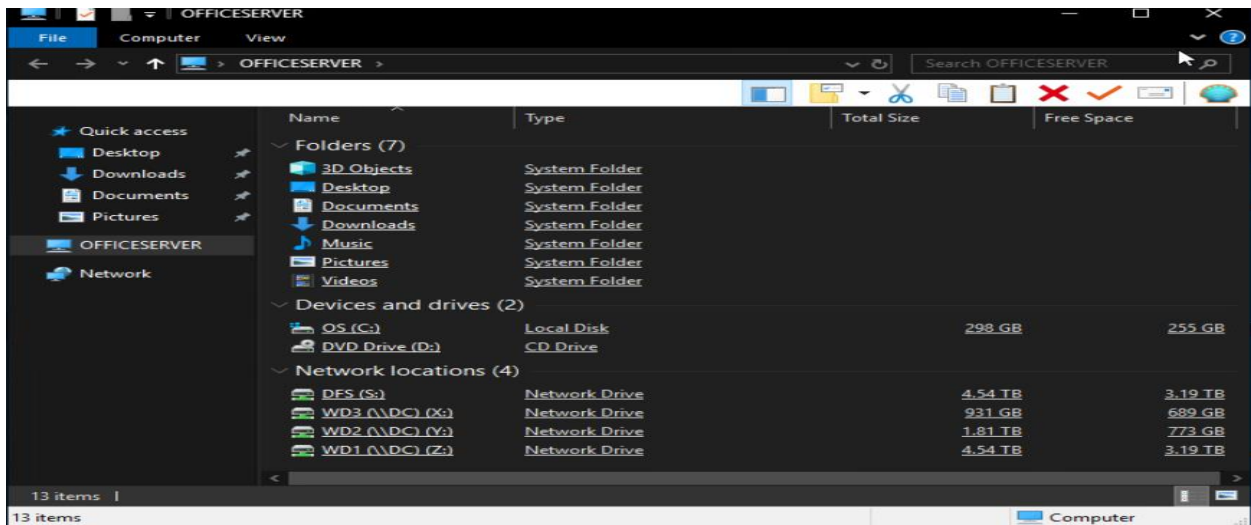 OFFICESERVER
File Computer View
OFFICESERVER Search OFFICESERVER
Name Type Total Size Free Space
Quick access
Desktop
Downloads
Documents
Pictures
OFFICESERVER
Network
Folders (7)
3D Objects System Folder
Desktop System Folder
Documents System Folder
Downloads System Folder
Music System Folder
Pictures System Folder
Videos System Folder
Devices and drives (2)
OS (C:) Local Disk 298 GB 255 GB
DVD Drive (D:) CD Drive
Network locations (4)
DFS (S:) Network Drive 4.54 TB 3.19 TB
WD3 (\\DC) (X:) Network Drive 931 GB 689 GB
WD2 (\\DC) (Y:) Network Drive 1.81 TB 773 GB
WD1 (\\DC) (Z:) Network Drive 4.54 TB 3.19 TB
13 items
13 items Computer